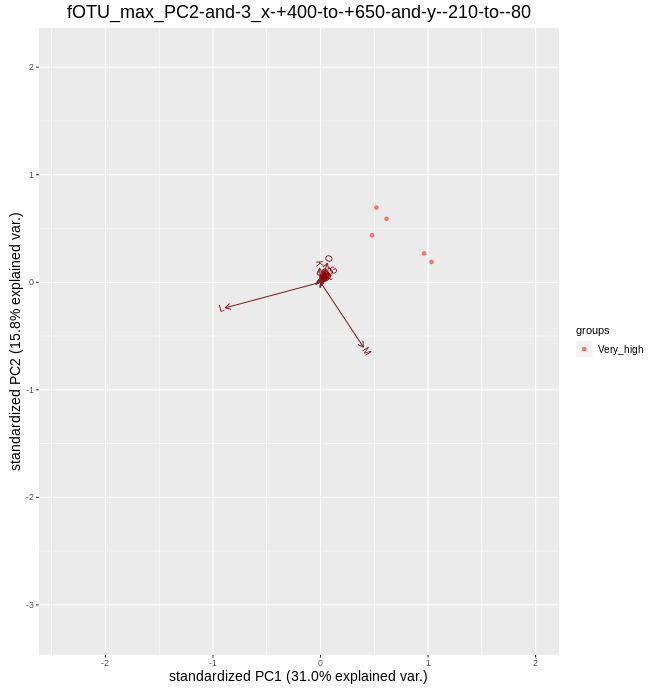 fOTU_max_PC2-and-3_x-+400-to-+650-and-y--210-to--80
standardized PC2 (15.8% explained var.)
2
1
0
-1
-2
-3
L
M
K
O
-2
-1
0
1
2
standardized PC1 (31.0% explained var.)
groups
Very_high